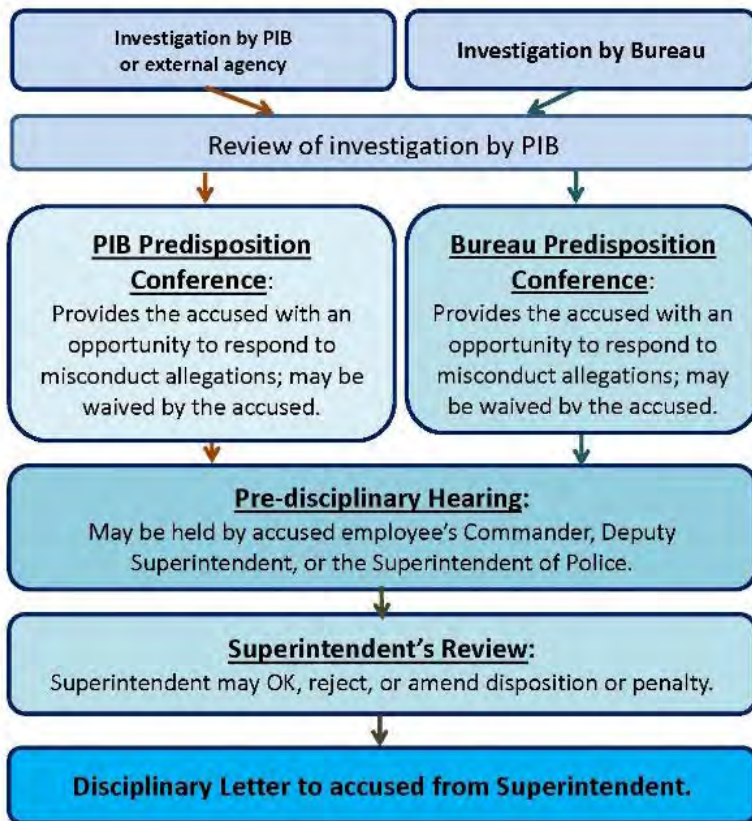 Investigation by PIB
or external agency
Investigation by Bureau
Review of investigation by PIB
PIB Predisposition
Conference:
Provides the accused with an
opportunity to respond to
misconduct allegations; may be
waived by the accused.
Bureau Predisposition
Conference:
Provides the accused with an
opportunity to respond to
misconduct allegations; may
be waived by the accused.
Pre-disciplinary Hearing:
May be held by accused employee's Commander, Deputy
Superintendent, or the Superintendent of Police.
Superintendent's Review:
Superintendent may OK, reject, or amend disposition or penalty.
Disciplinary Letter to accused from Superintendent.